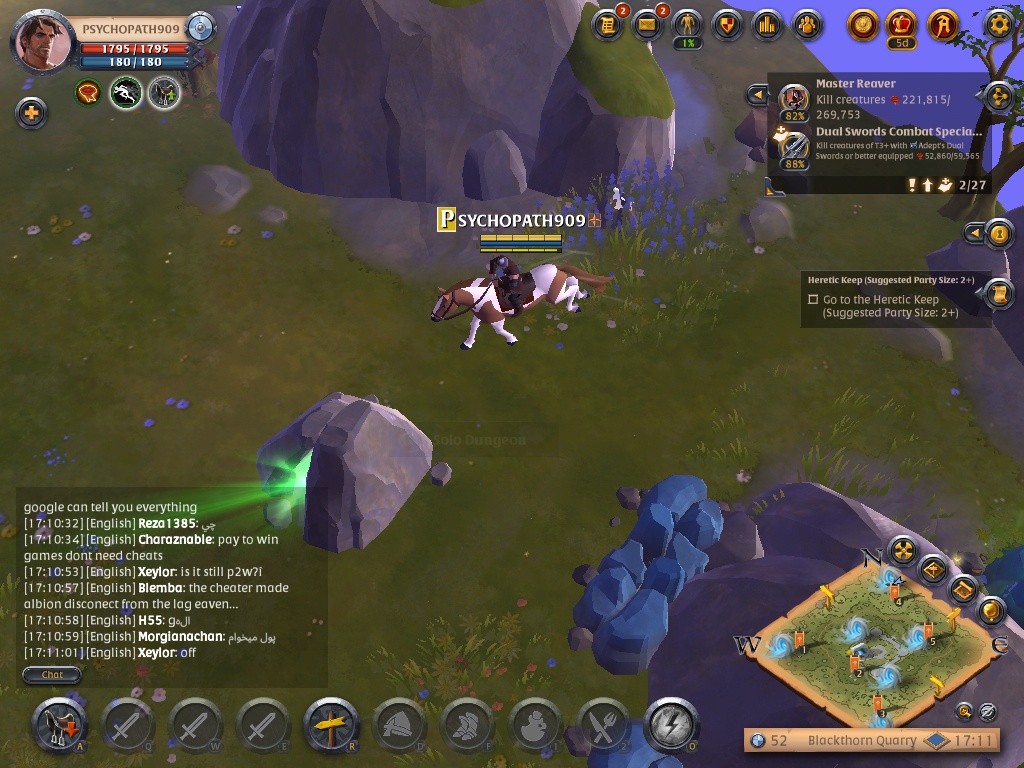 PSYCHOPATH909
1795/1795
180/180
2
2
1%
5d
Master Reaver
Kill creatures 221,815/
269,753
82%
Dual Swords Combat Specia...
Kill creatures of T3+ with Adept's Dual
Swords or better equipped 52,860/59,565
88%
2/27
PSYCHOPATH909
Heretic Keep (Suggested Party Size: 2+)
Go to the Heretic Keep
(Suggested Party Size: 2+)
Solo Dungeon
google can tell you everything
[17:10:32] [English] Reza1385: چي
[17:10:34] [English] Charaznable: pay to win
games dont need cheats
[17:10:53] [English] Xeylor: is it still p2w?i
[17:10:57] [English] Blemba: the cheater made
albion disconect from the lag eaven...
[17:10:58] [English] H55:
[17:10:59] [English] Morgianachan: پول میخوام
[17:11:01] [English] Xeylor: off
Chat
N
W
E
4
1
5
2
3
A
Q
W
E
R
D
F
1
2
O
52
Blackthorn Quarry
17:11